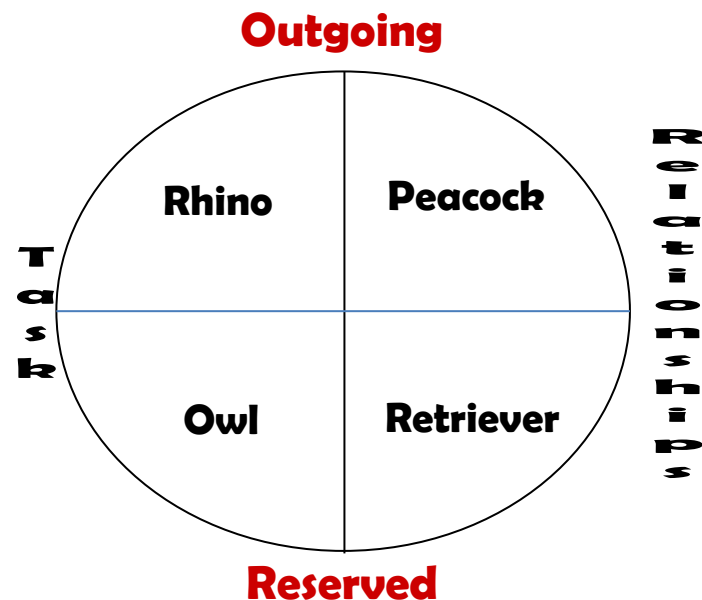 Outgoing
Rhino
Peacock
Task
Relationships
Owl
Retriever
Reserved